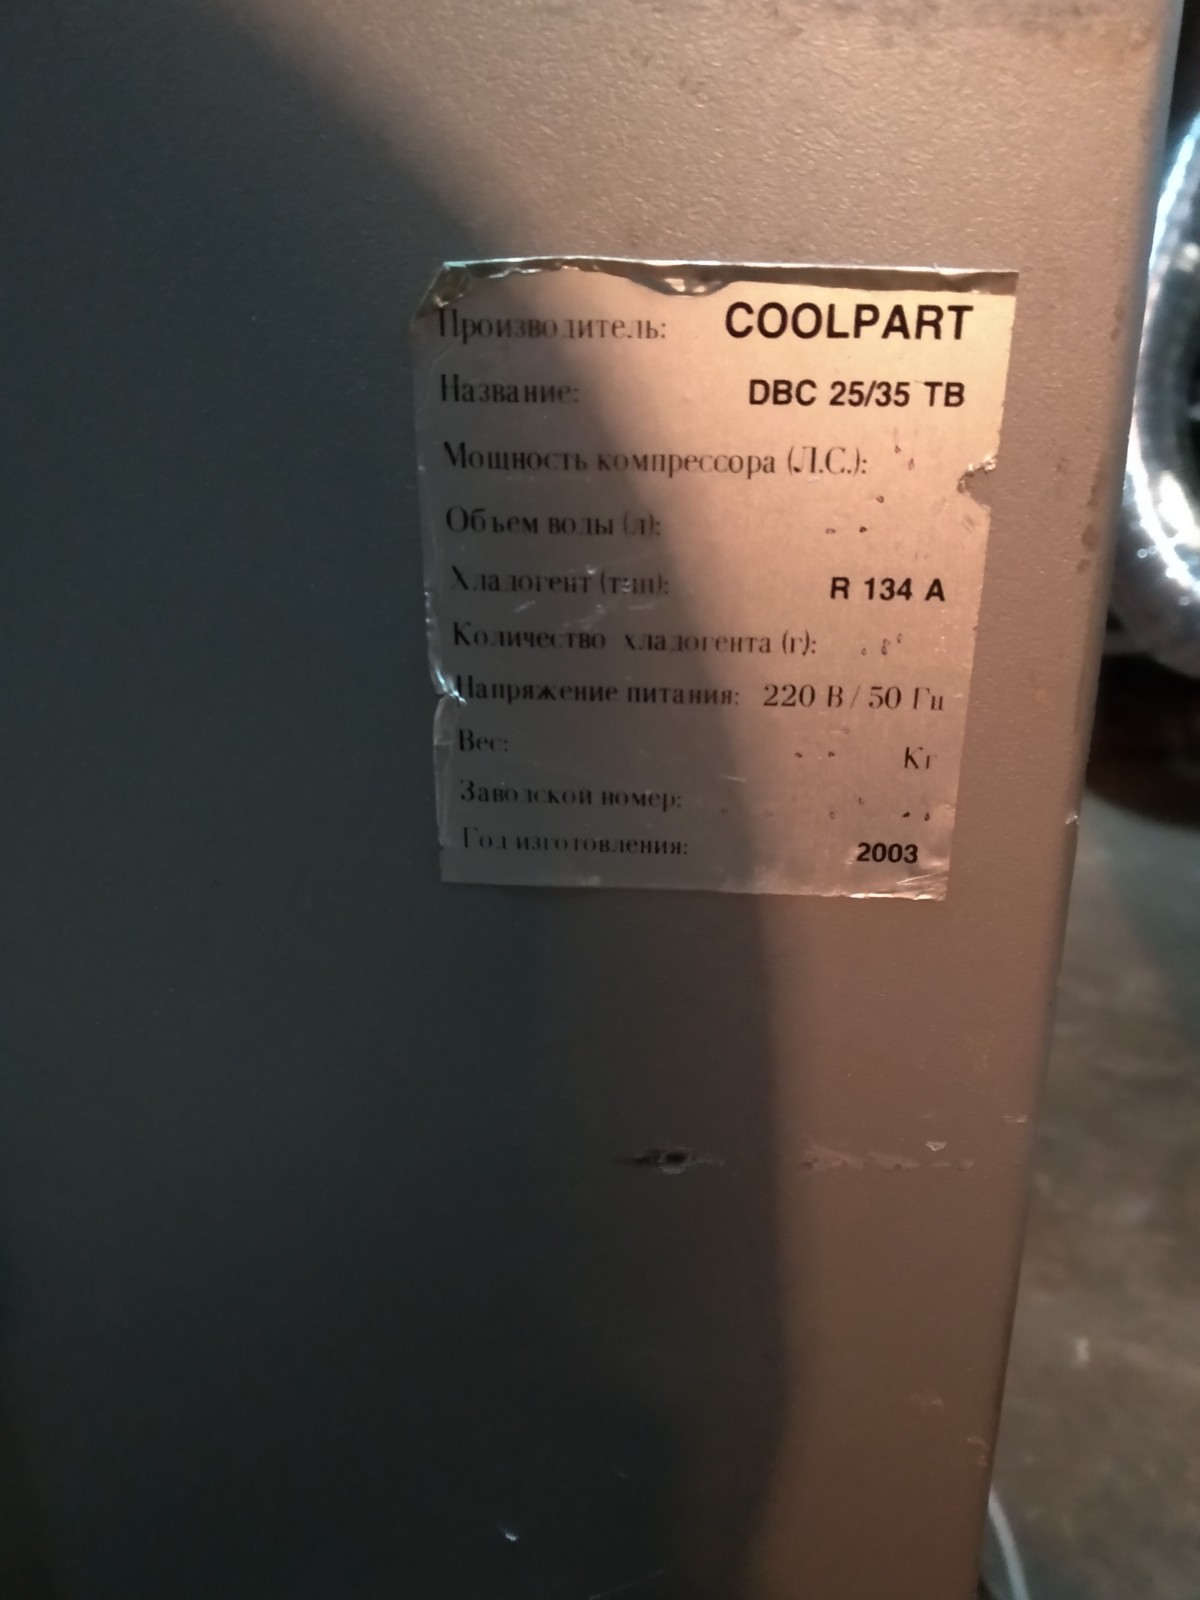 Производитель: COOLPART
Название: DBC 25/35 TB
Мощность компрессора (Л.С.):
Объем воды (л):
Хладогент (тип): R 134 A
Количество хладогента (г):
Напряжение питания: 220 В / 50 Гц
Вес: Кг
Заводской номер:
Год изготовления: 2003